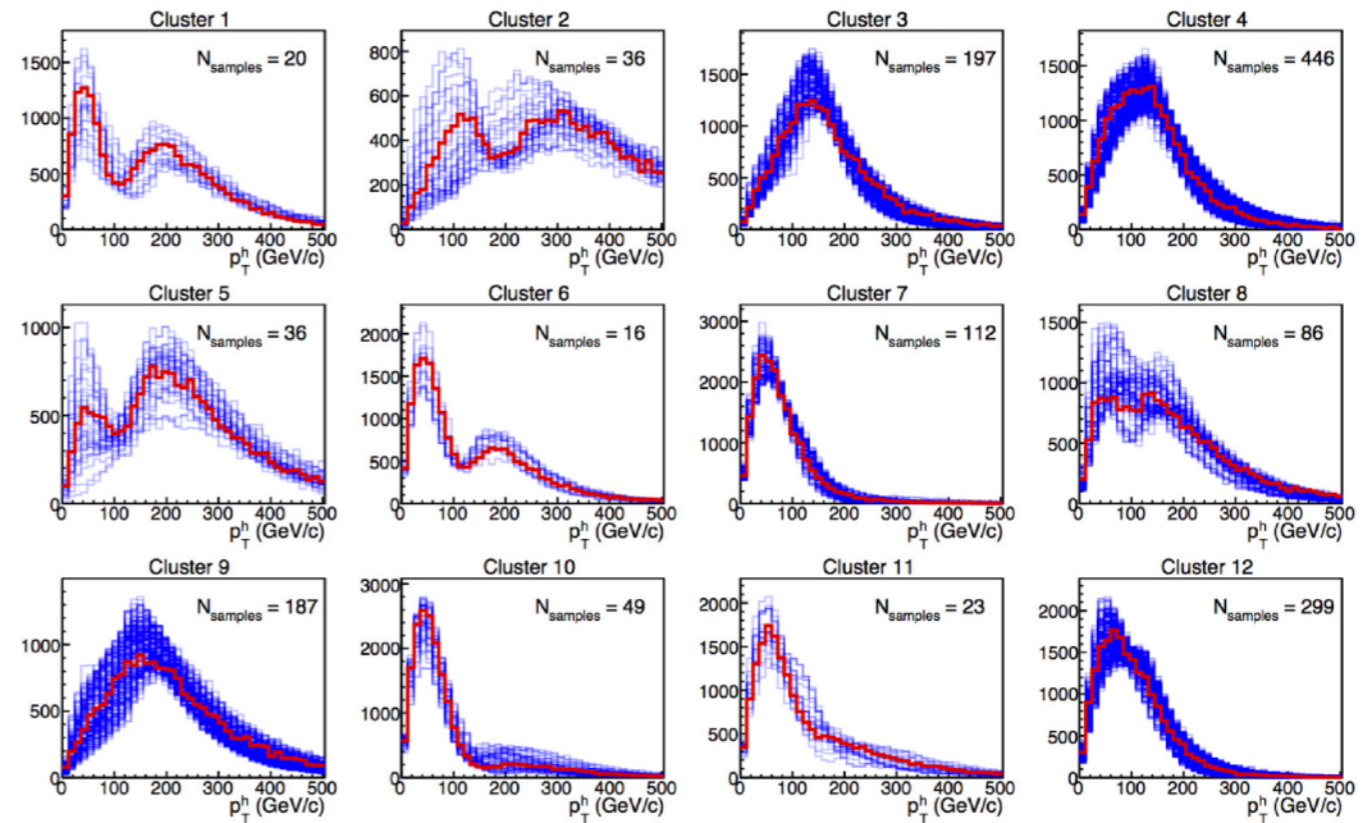 Cluster 1
N_samples = 20
1500
1000
500
0
0 100 200 300 400 500
p_T^h (GeV/c)
Cluster 2
N_samples = 36
800
600
400
200
0
0 100 200 300 400 500
p_T^h (GeV/c)
Cluster 3
N_samples = 197
1500
1000
500
0
0 100 200 300 400 500
p_T^h (GeV/c)
Cluster 4
N_samples = 446
1500
1000
500
0
0 100 200 300 400 500
p_T^h (GeV/c)
Cluster 5
N_samples = 36
1000
500
0
0 100 200 300 400 500
p_T^h (GeV/c)
Cluster 6
N_samples = 16
2000
1500
1000
500
0
0 100 200 300 400 500
p_T^h (GeV/c)
Cluster 7
N_samples = 112
3000
2000
1000
0
0 100 200 300 400 500
p_T^h (GeV/c)
Cluster 8
N_samples = 86
1500
1000
500
0
0 100 200 300 400 500
p_T^h (GeV/c)
Cluster 9
N_samples = 187
1000
500
0
0 100 200 300 400 500
p_T^h (GeV/c)
Cluster 10
N_samples = 49
3000
2000
1000
0
0 100 200 300 400 500
p_T^h (GeV/c)
Cluster 11
N_samples = 23
2000
1500
1000
500
0
0 100 200 300 400 500
p_T^h (GeV/c)
Cluster 12
N_samples = 299
2000
1500
1000
500
0
0 100 200 300 400 500
p_T^h (GeV/c)